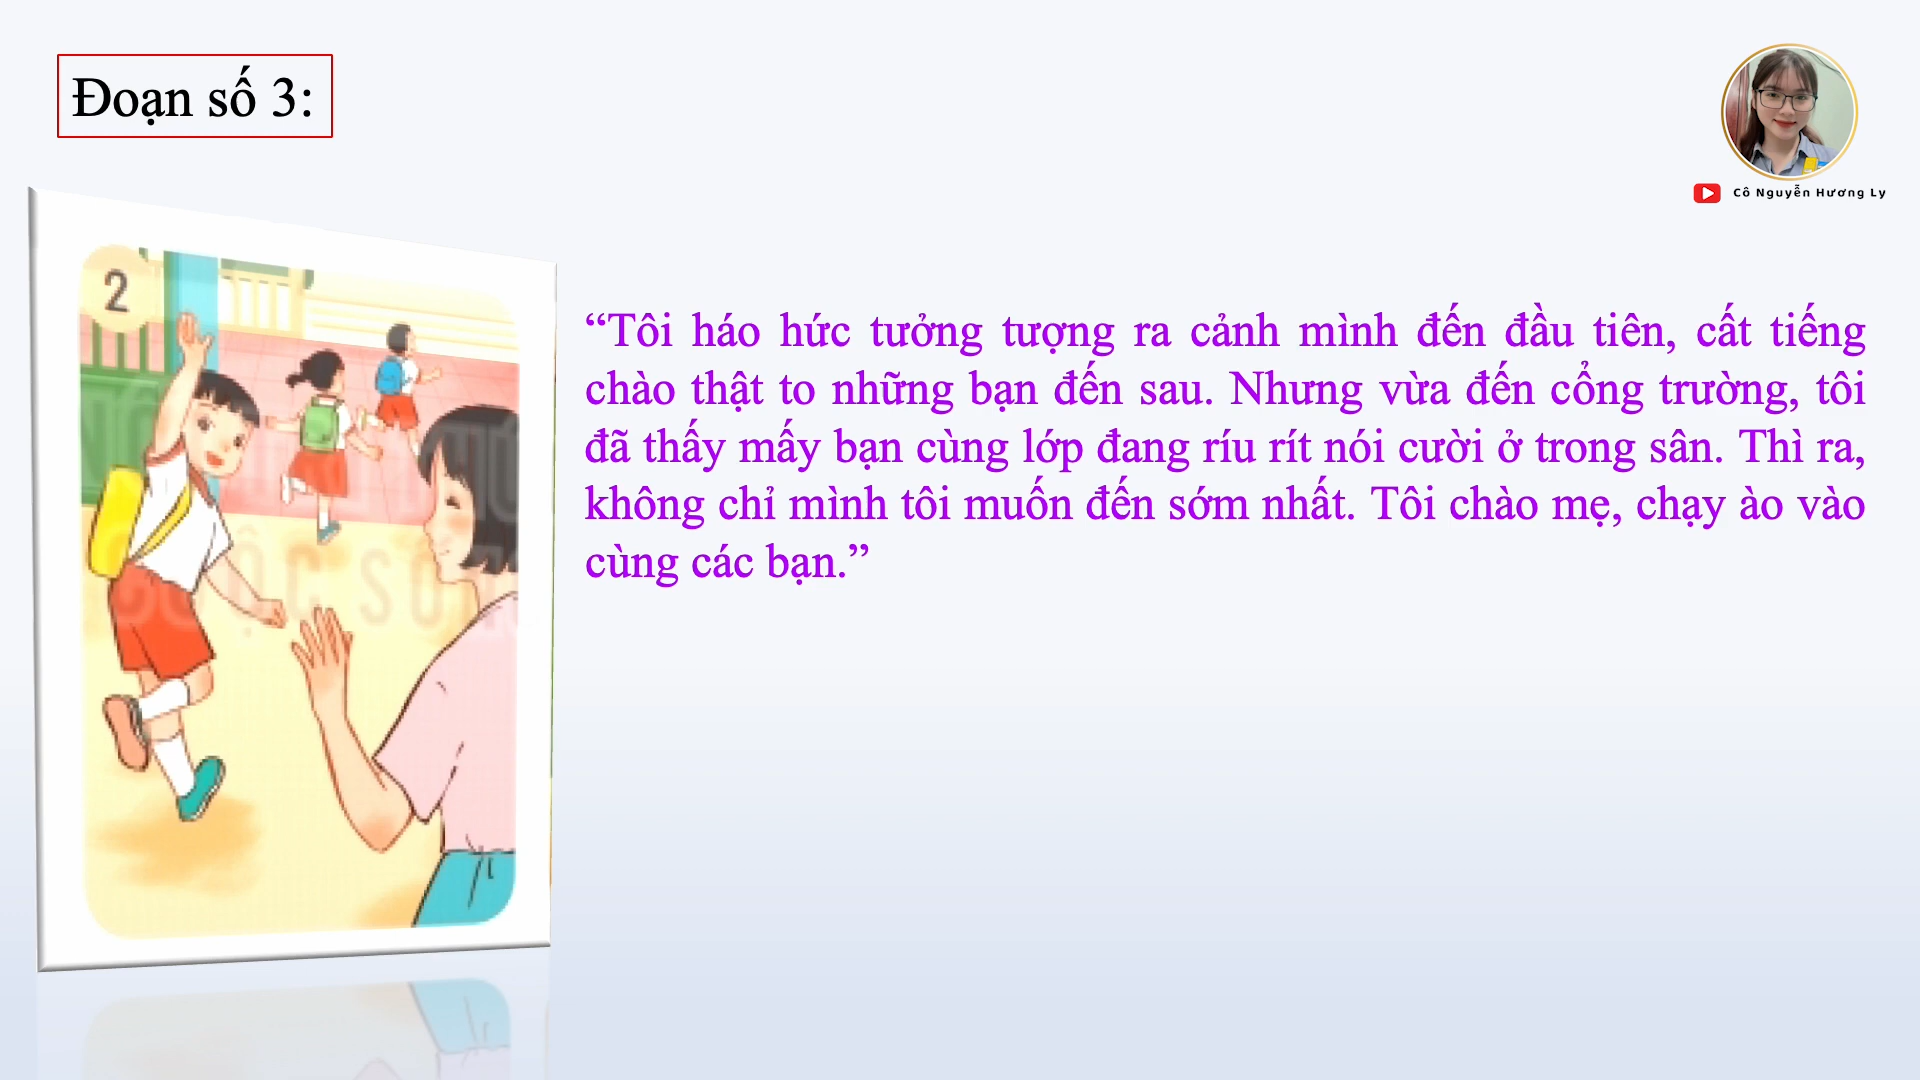 Đoạn số 3:
Cô Nguyễn Hương Ly
2
“Tôi háo hức tưởng tượng ra cảnh mình đến đầu tiên, cất tiếng
chào thật to những bạn đến sau. Nhưng vừa đến cổng trường, tôi
đã thấy mấy bạn cùng lớp đang ríu rít nói cười ở trong sân. Thì ra,
không chỉ mình tôi muốn đến sớm nhất. Tôi chào mẹ, chạy ào vào
cùng các bạn.”